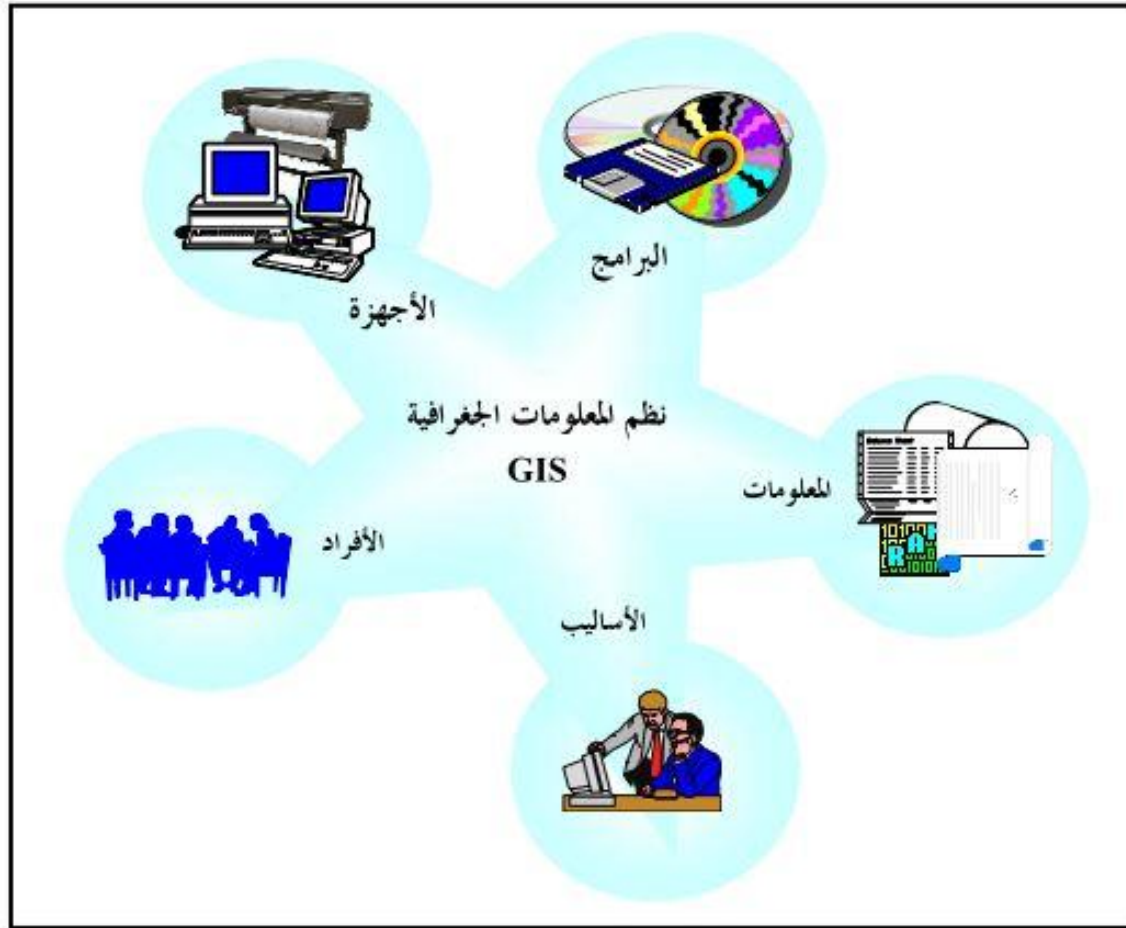 البرامج
الأجهزة
نظم المعلومات الجغرافية
GIS
المعلومات
الأفراد
الأساليب